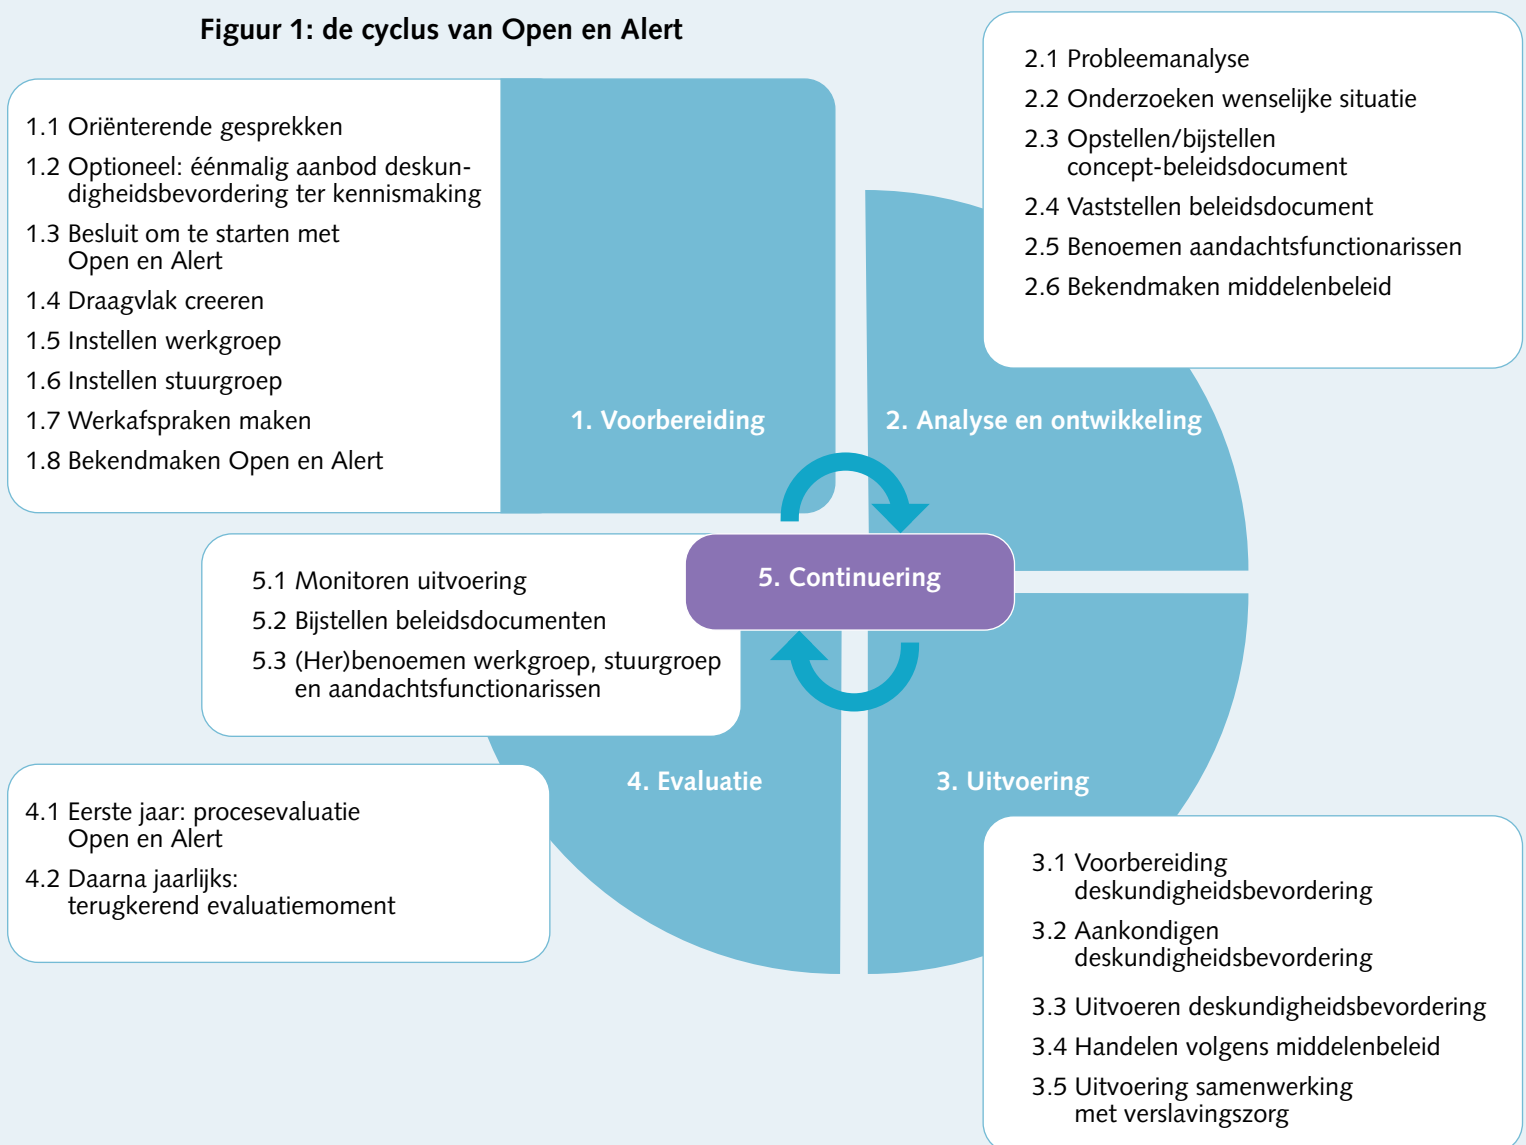 Figuur 1: de cyclus van Open en Alert
1.1 Oriënterende gesprekken
1.2 Optioneel: éénmalig aanbod deskun-
digheidsbevordering ter kennismaking
1.3 Besluit om te starten met
Open en Alert
1.4 Draagvlak creeren
1.5 Instellen werkgroep
1.6 Instellen stuurgroep
1.7 Werkafspraken maken
1.8 Bekendmaken Open en Alert
1. Voorbereiding
2.1 Probleemanalyse
2.2 Onderzoeken wenselijke situatie
2.3 Opstellen/bijstellen
concept-beleidsdocument
2.4 Vaststellen beleidsdocument
2.5 Benoemen aandachtsfunctionarissen
2.6 Bekendmaken middelenbeleid
2. Analyse en ontwikkeling
5. Continuering
5.1 Monitoren uitvoering
5.2 Bijstellen beleidsdocumenten
5.3 (Her)benoemen werkgroep, stuurgroep
en aandachtsfunctionarissen
4. Evaluatie
3. Uitvoering
4.1 Eerste jaar: procesevaluatie
Open en Alert
4.2 Daarna jaarlijks:
terugkerend evaluatiemoment
3.1 Voorbereiding
deskundigheidsbevordering
3.2 Aankondigen
deskundigheidsbevordering
3.3 Uitvoeren deskundigheidsbevordering
3.4 Handelen volgens middelenbeleid
3.5 Uitvoering samenwerking
met verslavingszorg